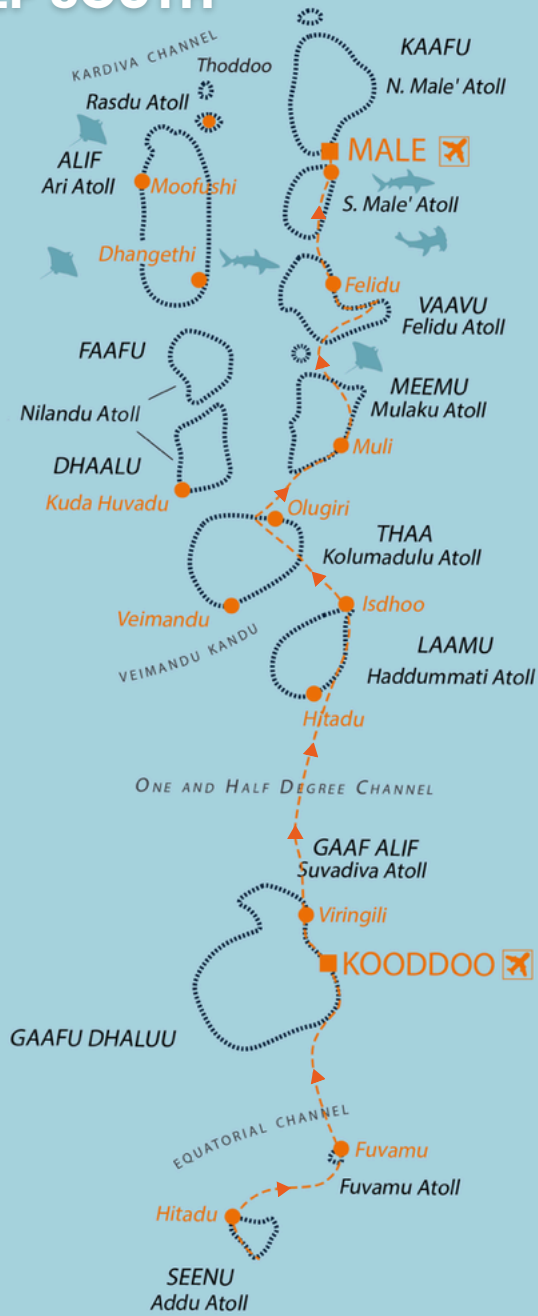 KAAFU
KARDIVA CHANNEL
Thoddoo
N. Male' Atoll
Rasdu Atoll
MALE
ALIF
Ari Atoll
Moofushi
S. Male' Atoll
Dhangethi
Felidu
VAAVU
Felidu Atoll
FAAFU
MEEMU
Mulaku Atoll
Nilandu Atoll
Muli
DHAALU
Kuda Huvadu
Olugiri
THAA
Kolumadulu Atoll
Isdhoo
Veimandu
VEIMANDU KANDU
LAAMU
Haddummati Atoll
Hitadu
ONE AND HALF DEGREE CHANNEL
GAAF ALIF
Suvadiva Atoll
Viringili
KOODDOO
GAAFU DHALUU
EQUATORIAL CHANNEL
Fuvamu
Fuvamu Atoll
Hitadu
SEENU
Addu Atoll